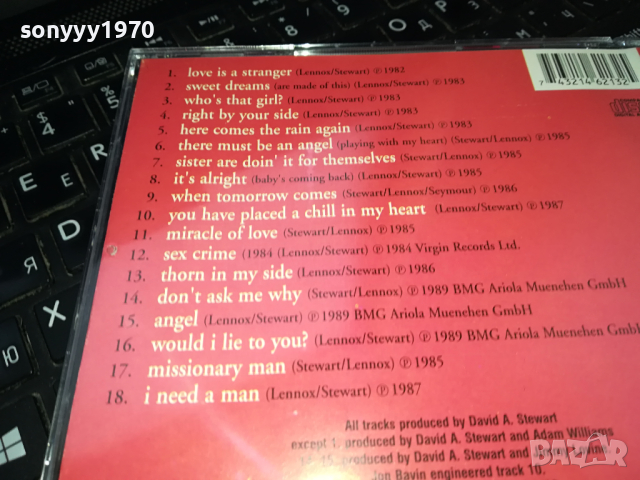 sonyyy1970
1. love is a stranger (Lennox/Stewart) ℗ 1982
2. sweet dreams (are made of this) (Lennox/Stewart) ℗ 1983
3. who's that girl? (Lennox/Stewart) ℗ 1983
4. right by your side (Lennox/Stewart) ℗ 1983
5. here comes the rain again (Lennox/Stewart) ℗ 1983
6. there must be an angel (playing with my heart) (Stewart/Lennox) ℗ 1985
7. sister are doin' it for themselves (Stewart/Lennox) ℗ 1985
8. it's alright (baby's coming back) (Lennox/Stewart) ℗ 1985
9. when tomorrow comes (Stewart/Lennox/Seymour) ℗ 1986
10. you have placed a chill in my heart (Lennox/Stewart) ℗ 1987
11. miracle of love (Stewart/Lennox) ℗ 1985
12. sex crime (1984 (Lennox/Stewart) ℗ 1984 Virgin Records Ltd.
13. thorn in my side (Lennox/Stewart) ℗ 1986
14. don't ask me why (Stewart/Lennox) ℗ 1989 BMG Ariola Muenchen GmbH
15. angel (Lennox/Stewart) ℗ 1989 BMG Ariola Muenchen GmbH
16. would i lie to you? (Lennox/Stewart) ℗ 1989 BMG Ariola Muenchen GmbH
17. missionary man (Stewart/Lennox) ℗ 1985
18. i need a man (Lennox/Stewart) ℗ 1987
All tracks produced by David A. Stewart
except 1. produced by David A. Stewart and Adam Williams
15. produced by David A. Stewart and
Jon Bavin engineered track 10.
7 43214 62132
BAZAR